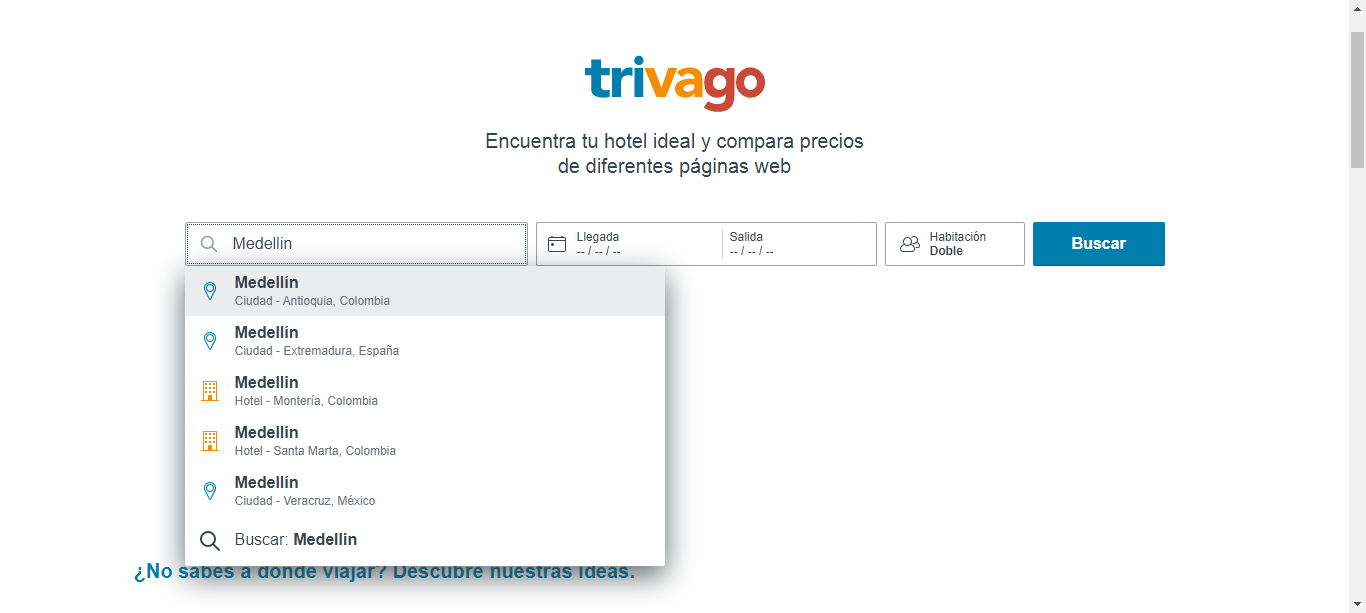 trivago
Encuentra tu hotel ideal y compara precios
de diferentes páginas web
Medellin
Llegada
-- / -- / --
Salida
-- / -- / --
Habitación
Doble
Buscar
Medellín
Ciudad - Antioquia, Colombia
Medellín
Ciudad - Extremadura, España
Medellin
Hotel - Montería, Colombia
Medellin
Hotel - Santa Marta, Colombia
Medellín
Ciudad - Veracruz, México
Buscar: Medellin
¿No sabes a dónde viajar? Descubre nuestras ideas.